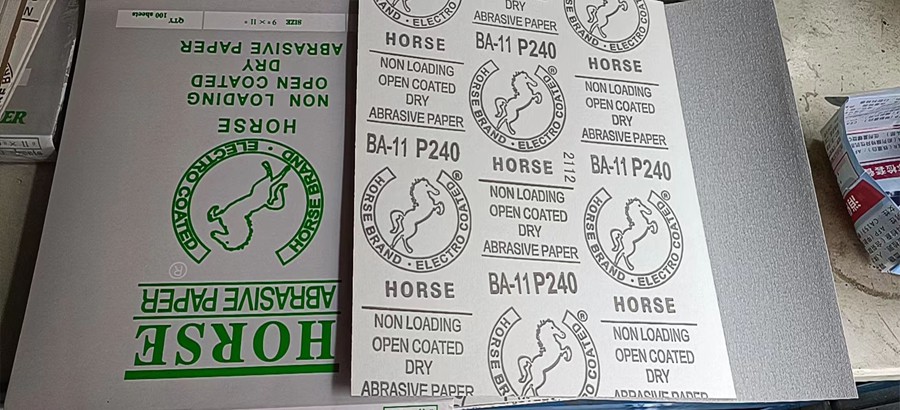 QTY
100 sheets
SIZE
9" × 11"
NON LOADING
OPEN COATED
DRY
ABRASIVE PAPER
HORSE
HORSE BRAND · ELECTRO COATED
®
HORSE
ABRASIVE PAPER
BRAND · ELECTRO
DRY
ABRASIVE PAPER
HORSE
BA-11 P240
NON LOADING
OPEN COATED
DRY
ABRASIVE PAPER
HORSE BRAND · ELECTRO COATED
®
HORSE
NON LOADING
OPEN COATED
DRY
ABRASIVE PAPER
BA-11 P240
HORSE
2112
BA-11 P240
HORSE BRAND · ELECTRO COATED
®
NON LOADING
OPEN COATED
DRY
ABRASIVE PAPER
HORSE BRAND · ELECTRO COATED
®
HORSE
BA-11 P240
HORSE
NON LOADING
OPEN COATED
DRY
ABRASIVE PAPER
HORSE BRAND · ELECTRO COATED
®
NON LOADING
OPEN COATED
DRY
ABRASIVE PAPER
ER